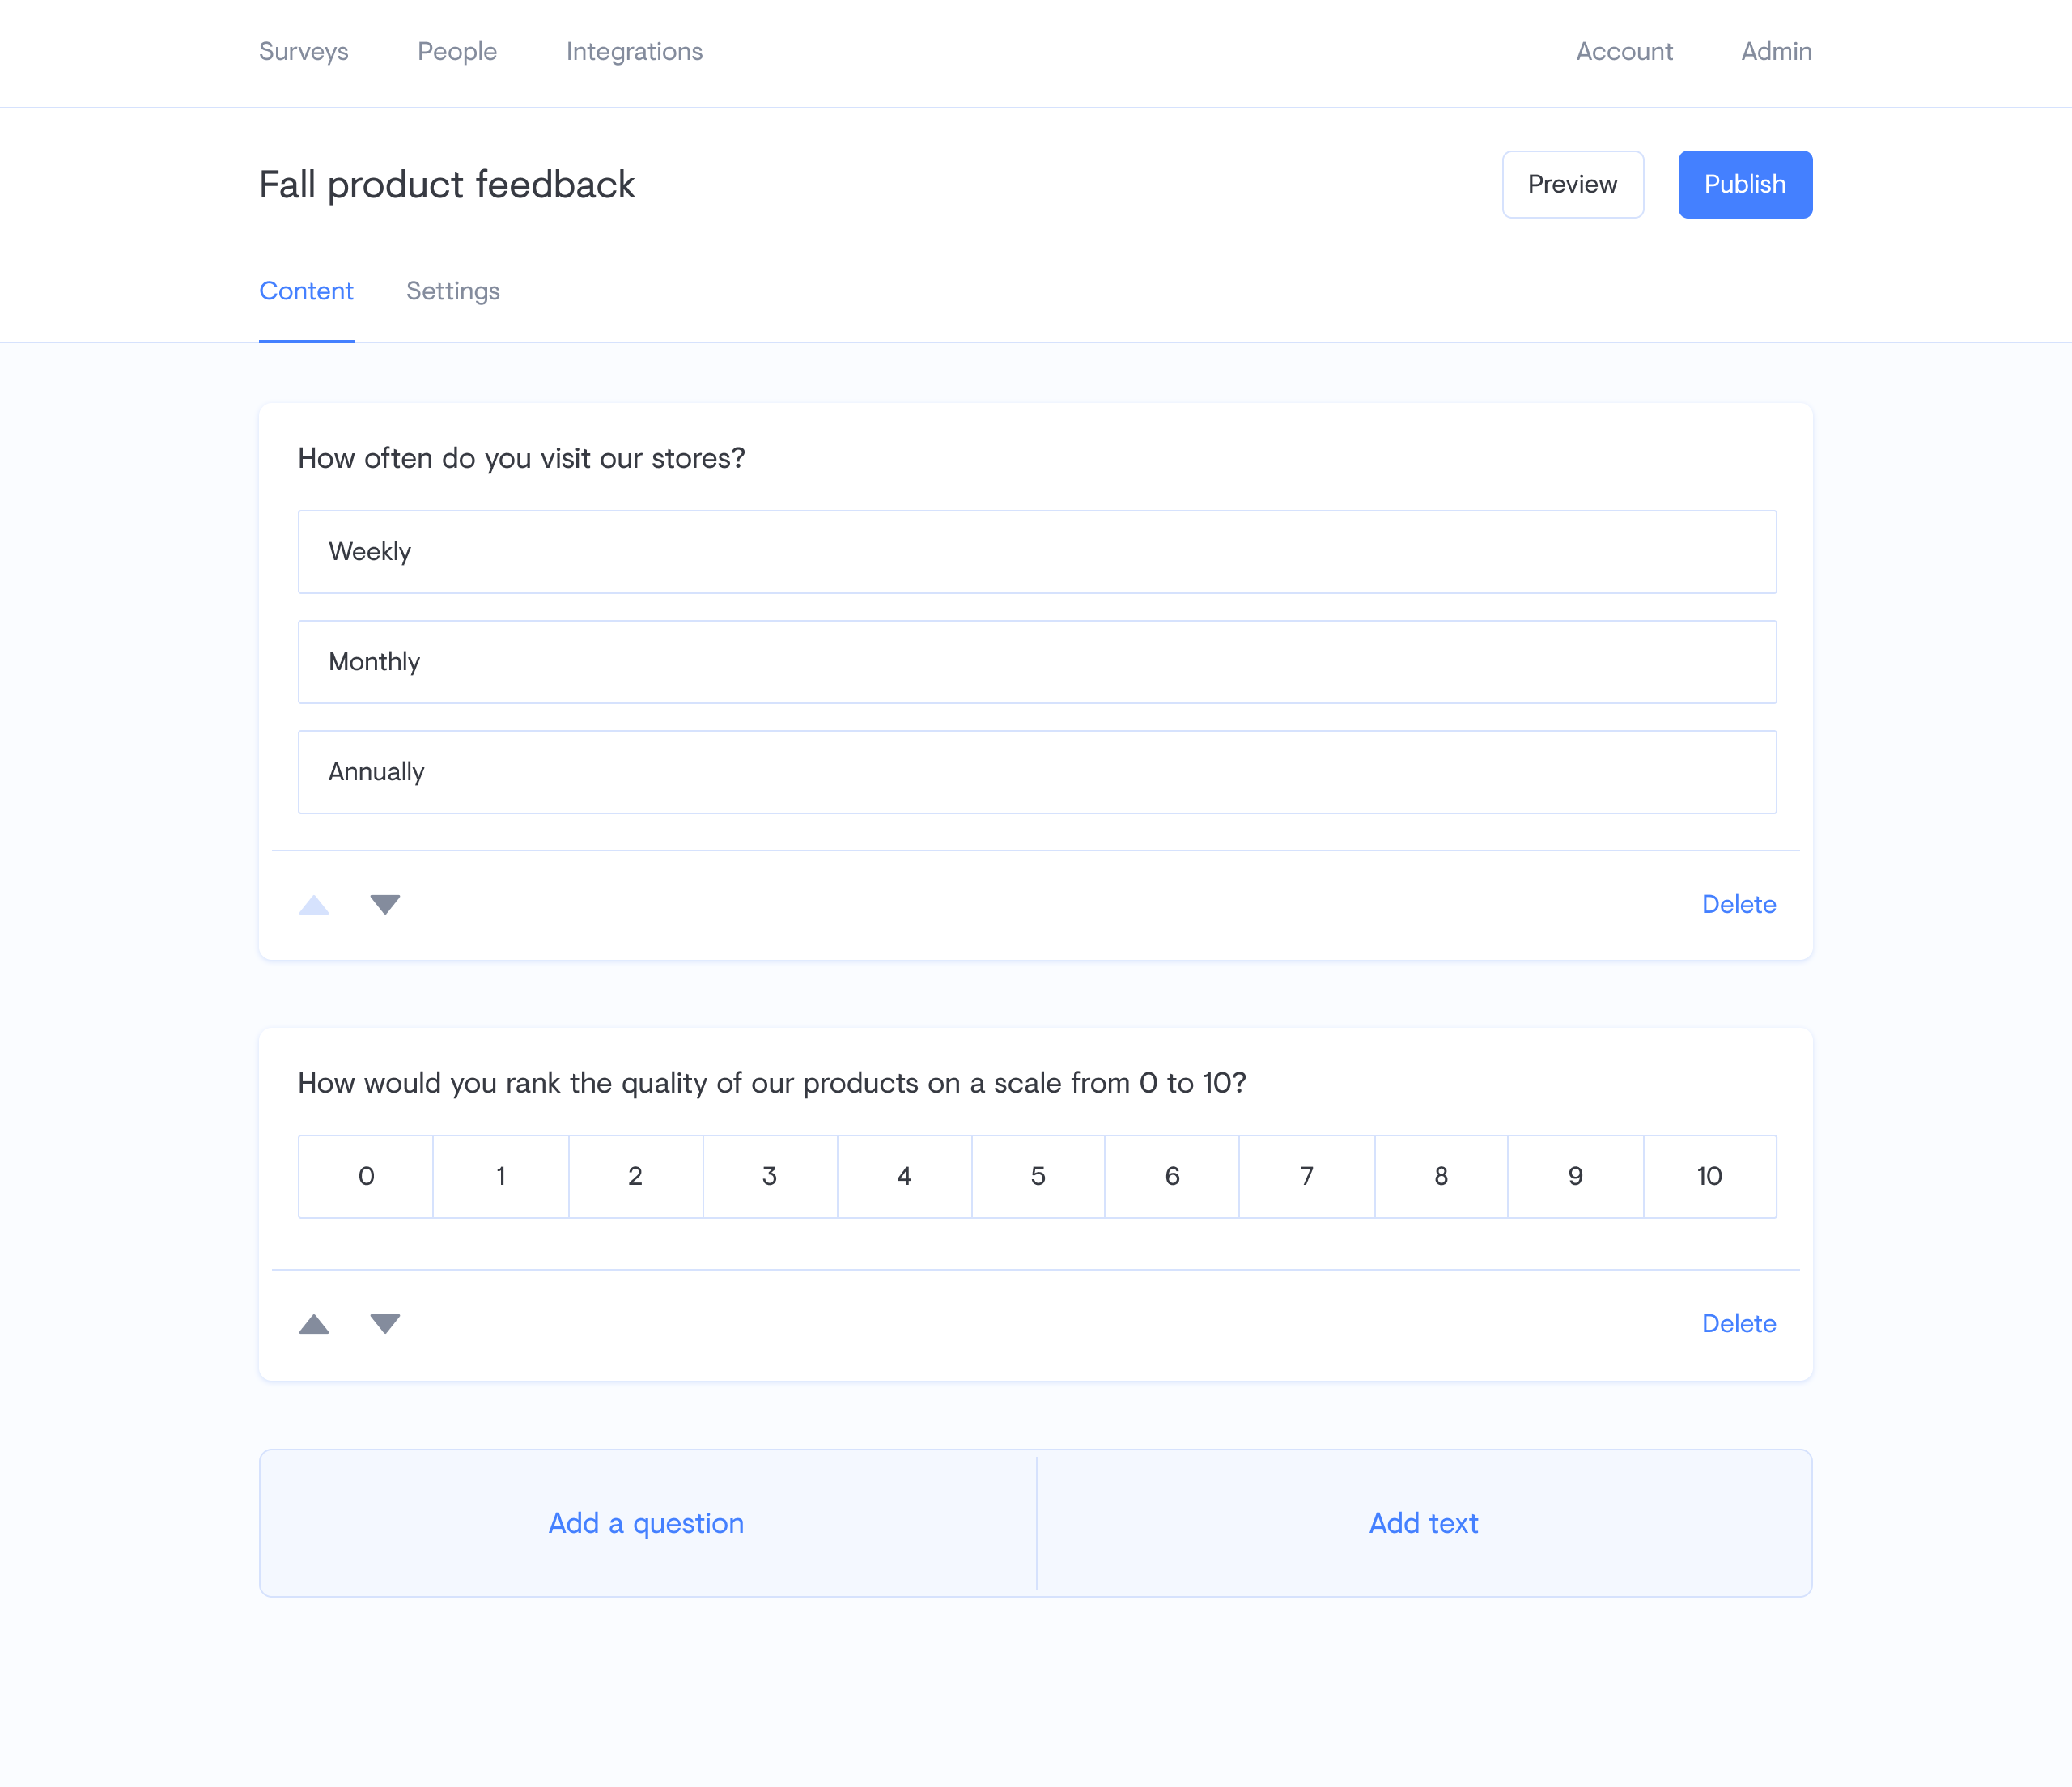 Surveys People Integrations Account Admin
Fall product feedback Preview Publish
Content Settings
How often do you visit our stores?
Weekly
Monthly
Annually
Delete
How would you rank the quality of our products on a scale from 0 to 10?
0 1 2 3 4 5 6 7 8 9 10
Delete
Add a question Add text